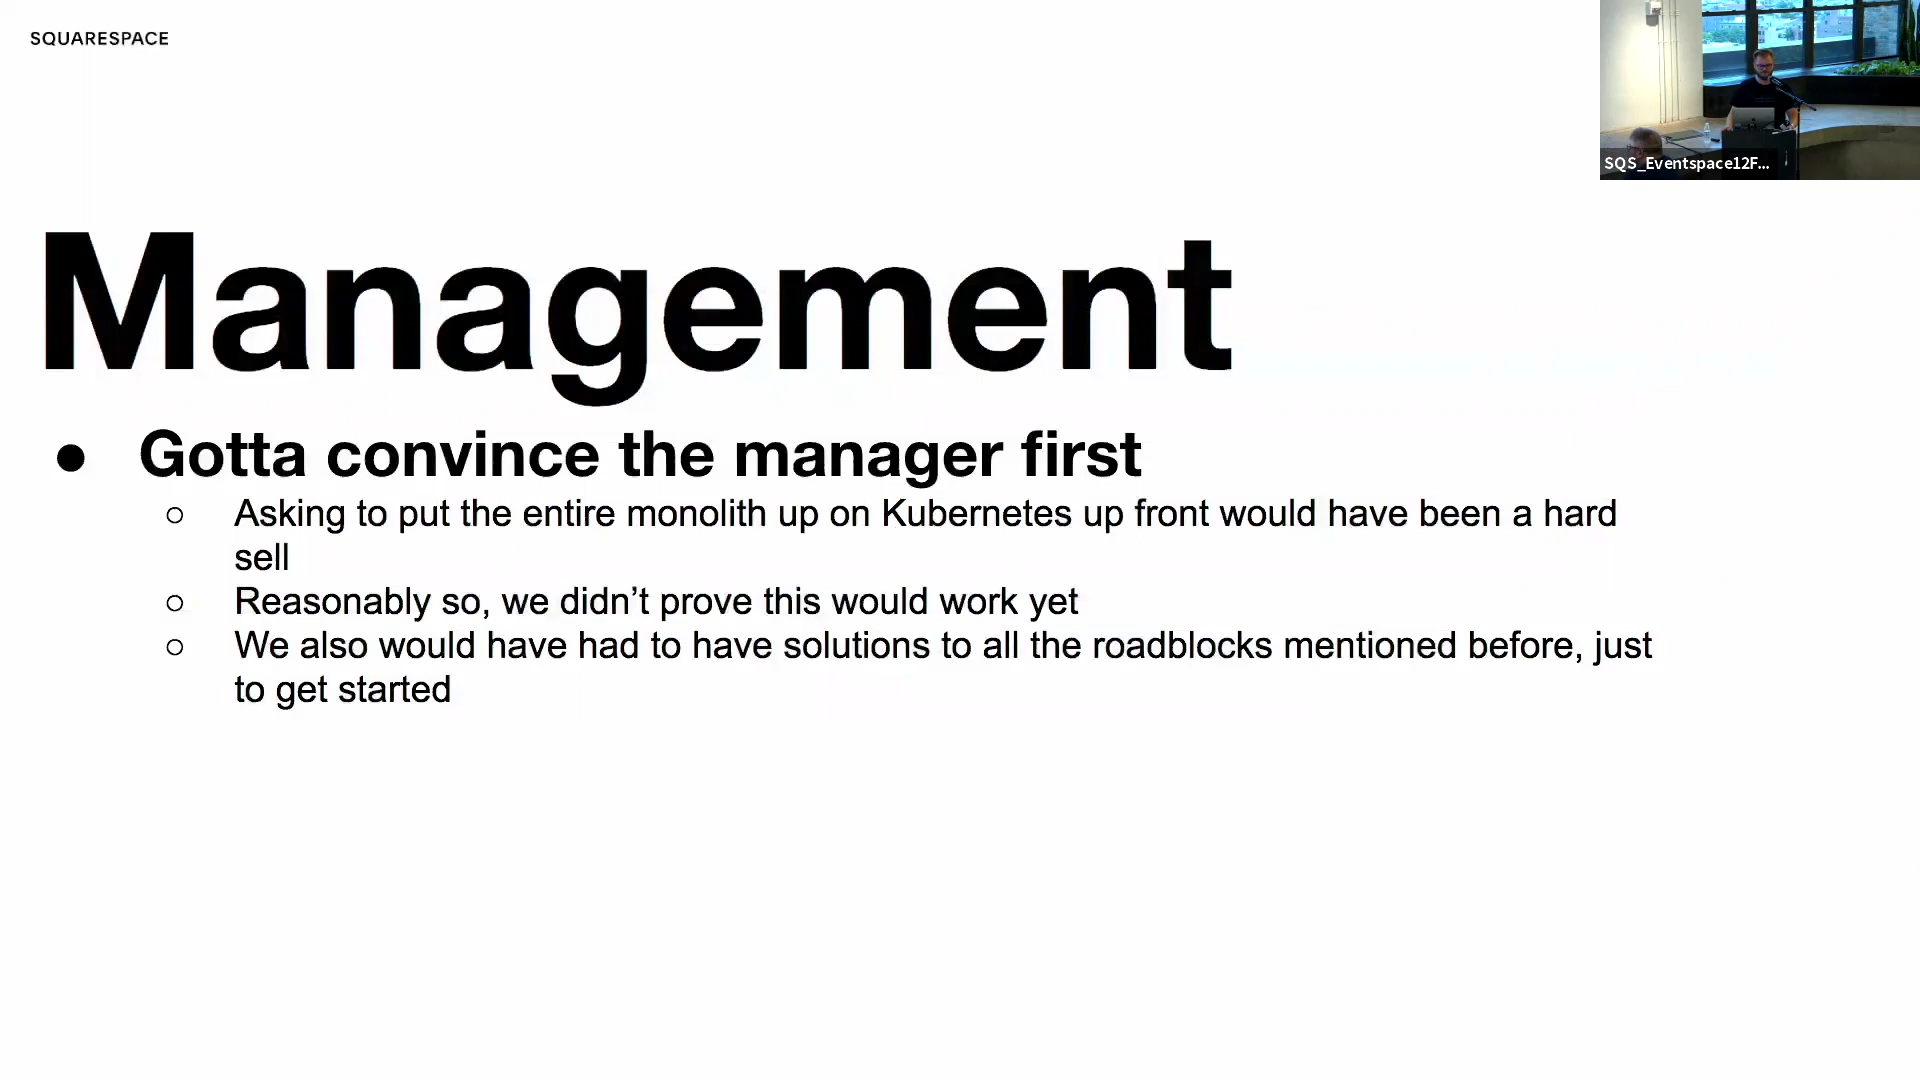 SQUARESPACE
SQS_Eventspace12F...
Management
● Gotta convince the manager first
○ Asking to put the entire monolith up on Kubernetes up front would have been a hard
sell
○ Reasonably so, we didn’t prove this would work yet
○ We also would have had to have solutions to all the roadblocks mentioned before, just
to get started